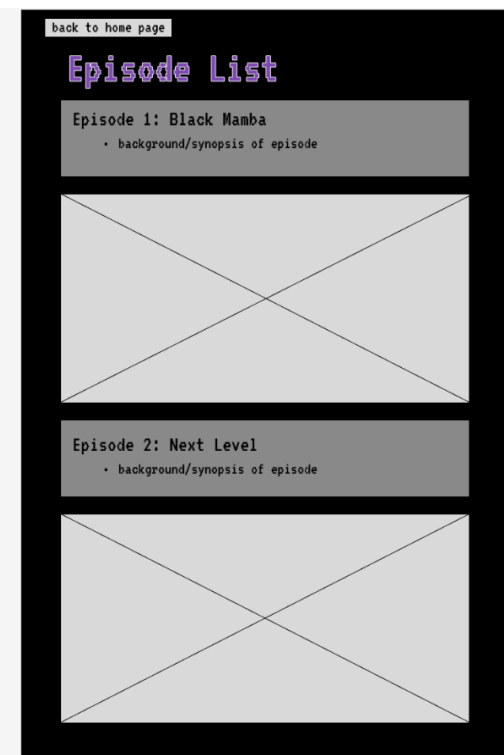 back to home page
Episode List
Episode 1: Black Mamba
• background/synopsis of episode
Episode 2: Next Level
• background/synopsis of episode